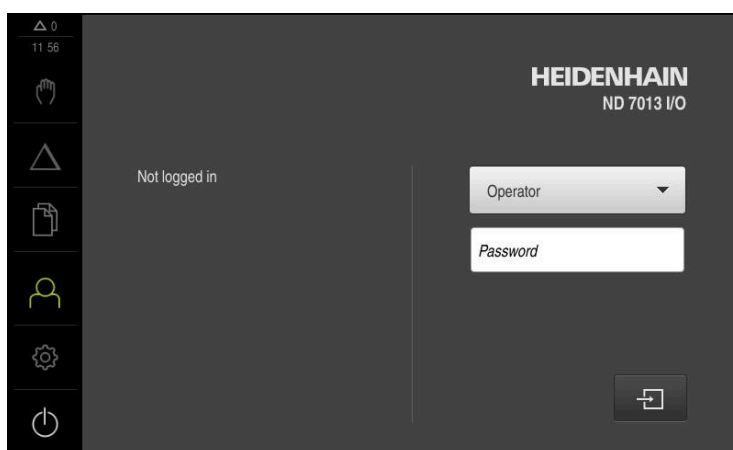 0
11 56
HEIDENHAIN
ND 7013 I/O
Not logged in
Operator
Password